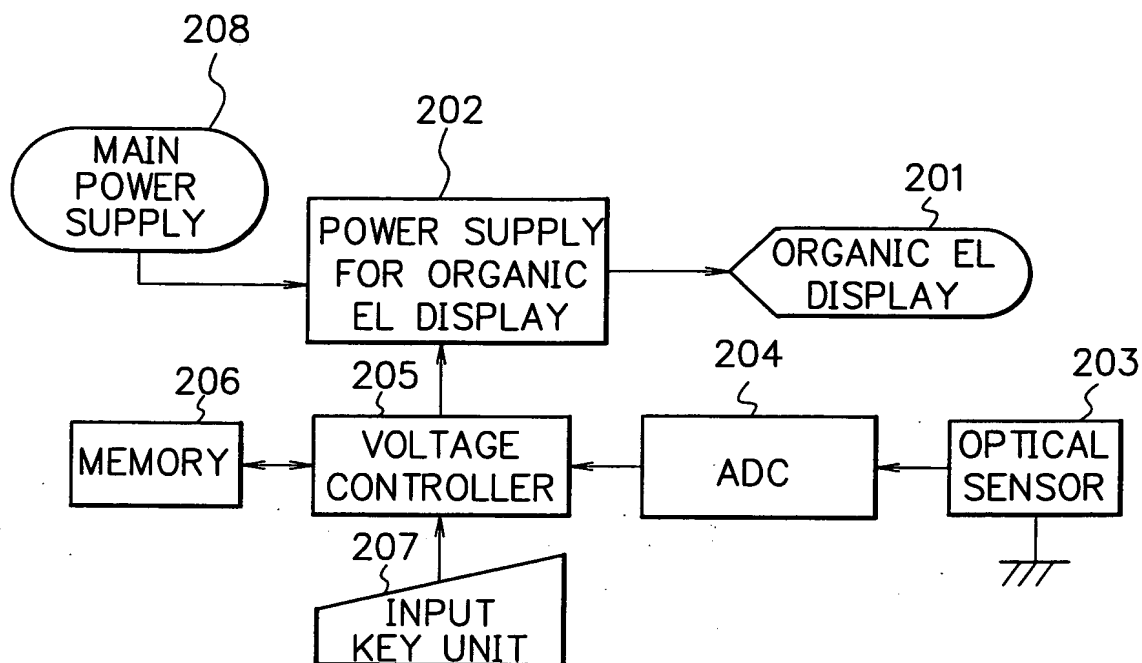 208
MAIN
POWER
SUPPLY
202
POWER SUPPLY
FOR ORGANIC
EL DISPLAY
201
ORGANIC EL
DISPLAY
206
MEMORY
205
VOLTAGE
CONTROLLER
204
ADC
203
OPTICAL
SENSOR
207
INPUT
KEY UNIT